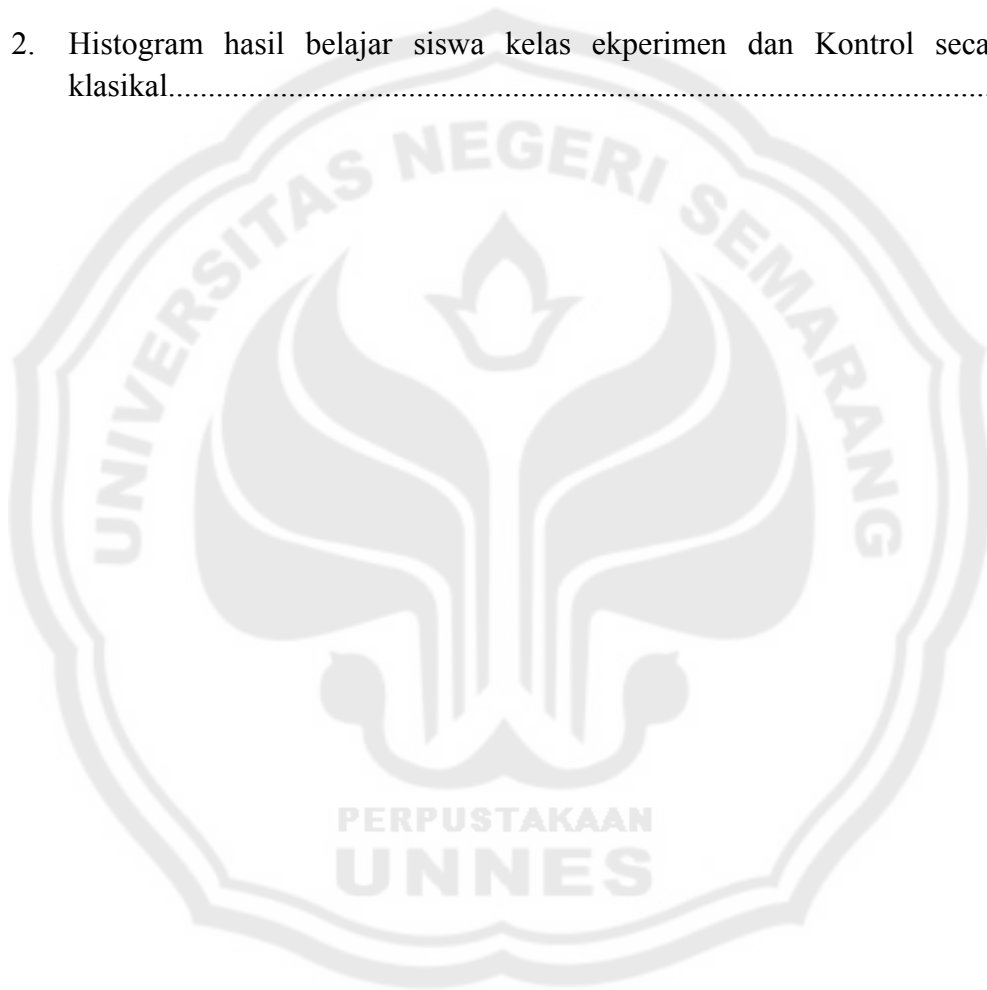 2. Histogram hasil belajar siswa kelas ekperimen dan Kontrol seca
klasikal...........................................................................................................
UNIVERSITAS NEGERI SEMARANG
PERPUSTAKAAN
UNNES